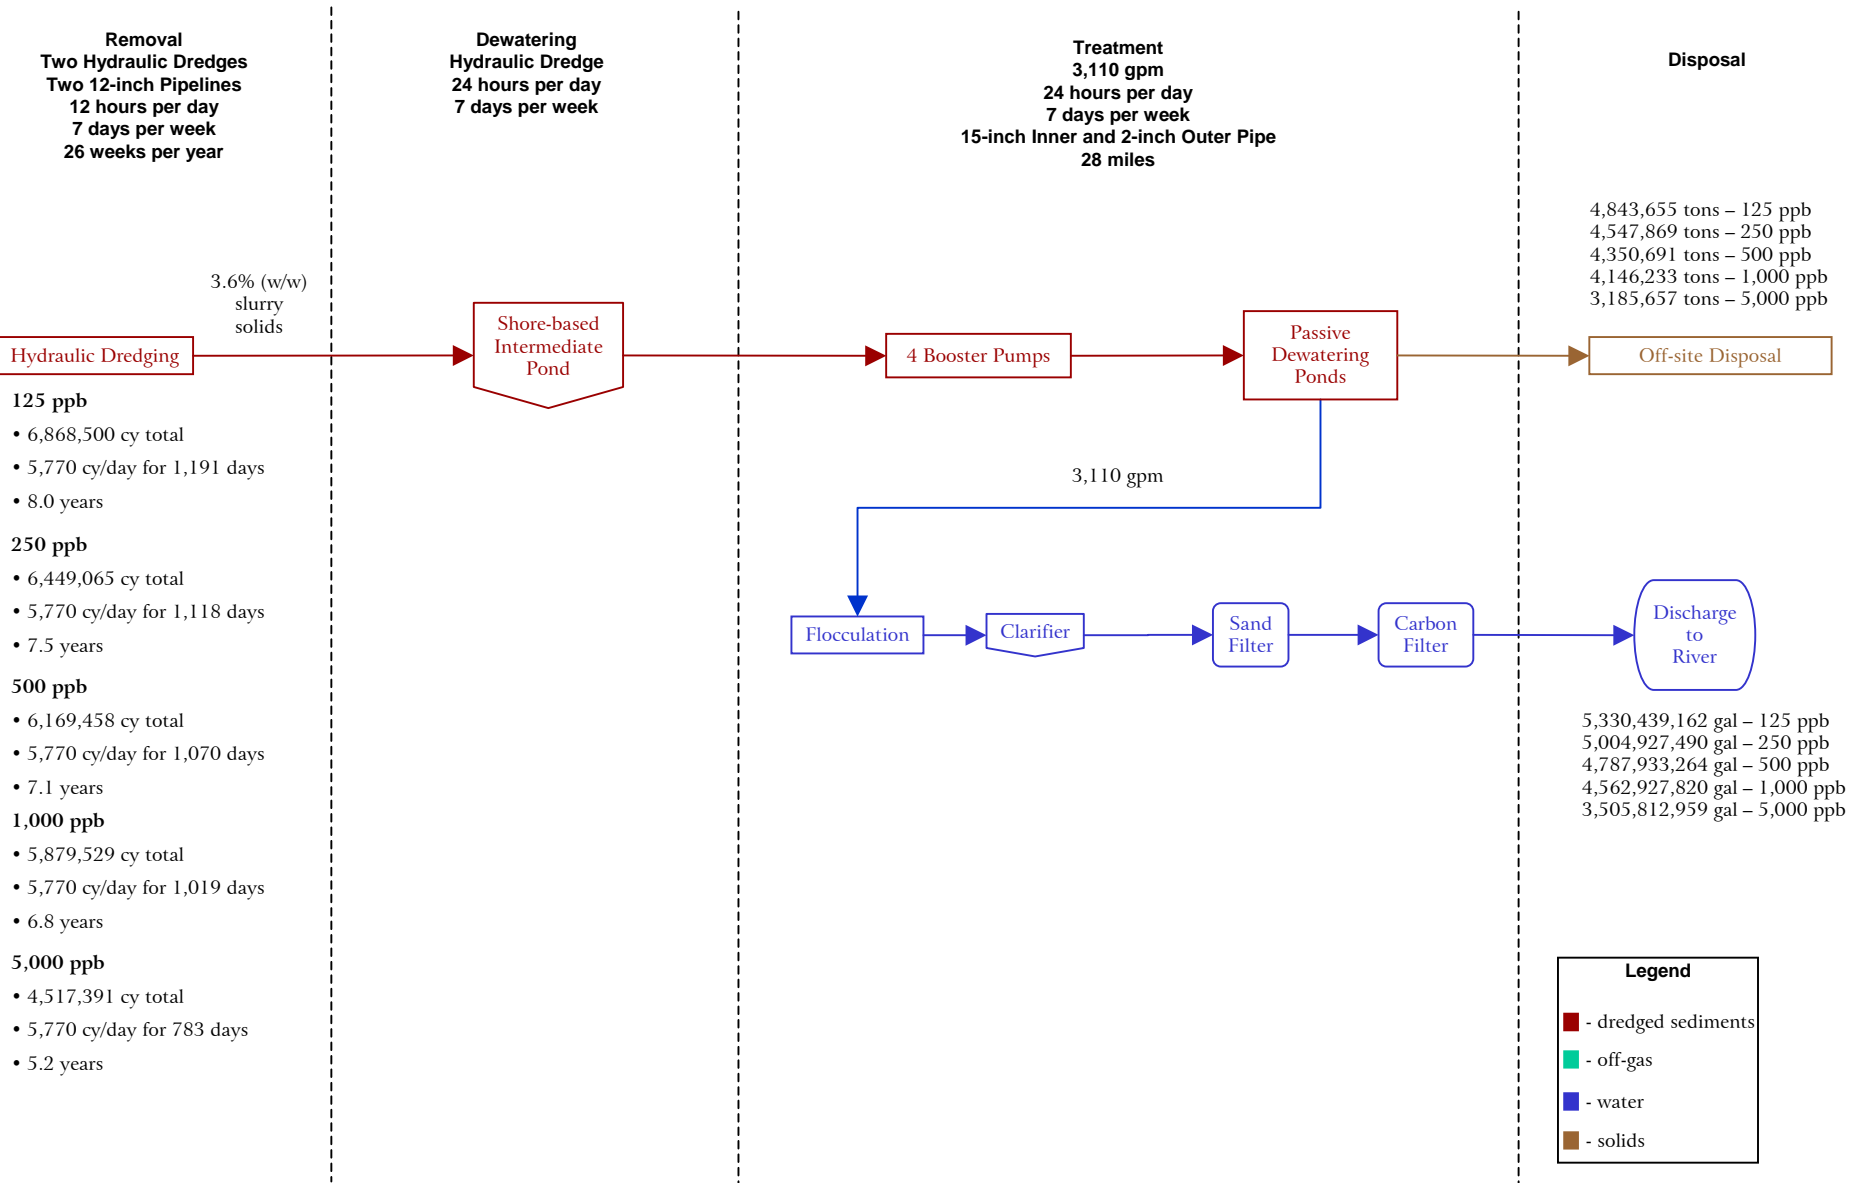 Removal
Two Hydraulic Dredges
Two 12-inch Pipelines
12 hours per day
7 days per week
26 weeks per year
Dewatering
Hydraulic Dredge
24 hours per day
7 days per week
Treatment
3,110 gpm
24 hours per day
7 days per week
15-inch Inner and 2-inch Outer Pipe
28 miles
Disposal
4,843,655 tons – 125 ppb
4,547,869 tons – 250 ppb
4,350,691 tons – 500 ppb
4,146,233 tons – 1,000 ppb
3,185,657 tons – 5,000 ppb
3.6% (w/w)
slurry
solids
Hydraulic Dredging
Shore-based
Intermediate
Pond
4 Booster Pumps
Passive
Dewatering
Ponds
Off-site Disposal
125 ppb
• 6,868,500 cy total
• 5,770 cy/day for 1,191 days
• 8.0 years
250 ppb
• 6,449,065 cy total
• 5,770 cy/day for 1,118 days
• 7.5 years
500 ppb
• 6,169,458 cy total
• 5,770 cy/day for 1,070 days
• 7.1 years
1,000 ppb
• 5,879,529 cy total
• 5,770 cy/day for 1,019 days
• 6.8 years
5,000 ppb
• 4,517,391 cy total
• 5,770 cy/day for 783 days
• 5.2 years
3,110 gpm
Flocculation
Clarifier
Sand
Filter
Carbon
Filter
Discharge
to
River
5,330,439,162 gal – 125 ppb
5,004,927,490 gal – 250 ppb
4,787,933,264 gal – 500 ppb
4,562,927,820 gal – 1,000 ppb
3,505,812,959 gal – 5,000 ppb
Legend
- dredged sediments
- off-gas
- water
- solids